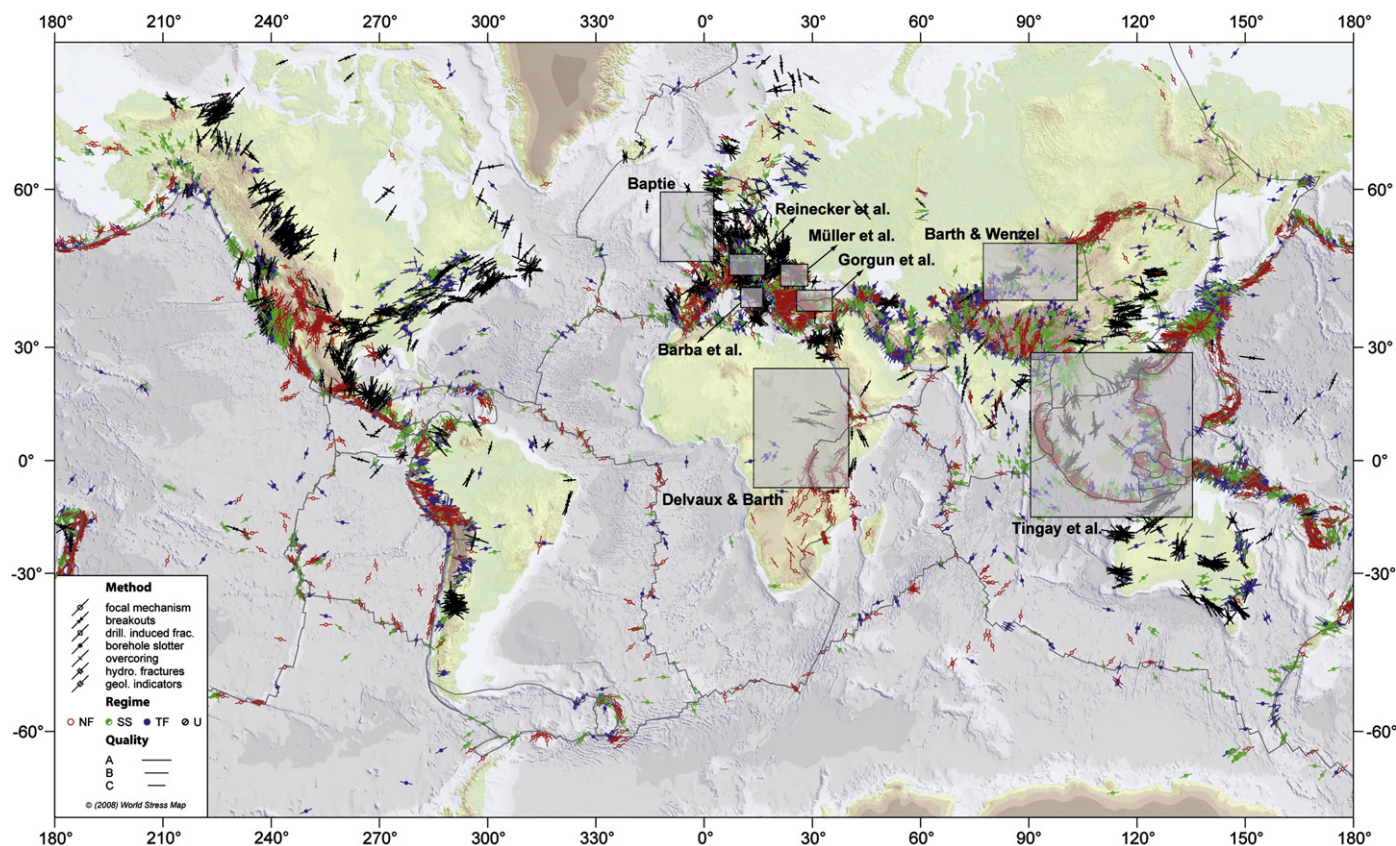 180 240 270 300 330 0° 30 60 90 120 150 180
60°
30°
0°
-30°
-60°
Baptie
Reinecker et al.
Müller et al.
Gorgun et al.
Barth & Wenzel
Barba et al.
Delvaux & Barth
Tingay et al.
60°
30°
0°
-30°
-60°
Method
focal mechanism
breakouts
drill. induced frac.
borehole slotter
overcoring
hydro. fractures
geol. indicators
Regime
NF SS TF U
Quality
A
B
C
© (2008) World Stress Map
180 210 240 270 300 330 0 30 60 90 120 150 180